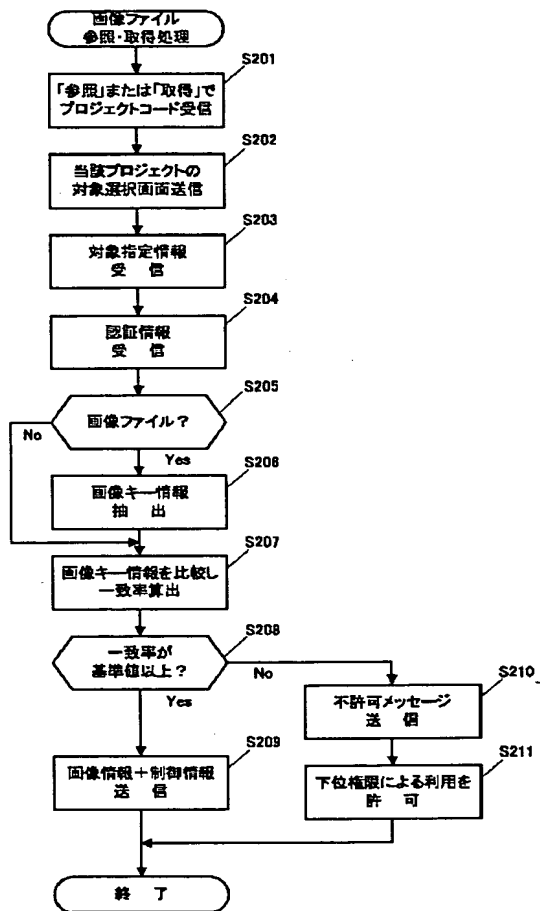 画像ファイル
参照・取得処理
S201
「参照」または「取得」で
プロジェクトコード受信
S202
当該プロジェクトの
対象選択画面送信
S203
対象指定情報
受 信
S204
認証情報
受 信
S205
画像ファイル？
No
Yes
S206
画像キー情報
抽 出
S207
画像キー情報を比較し
一致率算出
S208
一致率が
基準値以上？
No
Yes
S210
不許可メッセージ
送 信
S209
画像情報＋制御情報
送 信
S211
下位権限による利用を
許 可
終 了